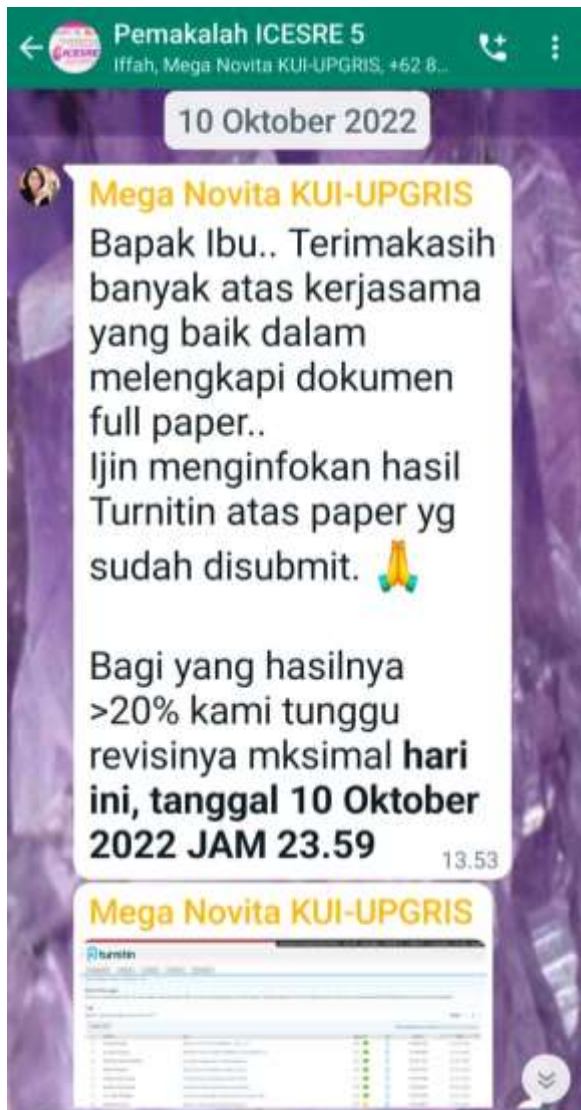 Pemakalah ICESRE 5
Iffah, Mega Novita KUI-UPGRIS, +62 8...
10 Oktober 2022
Mega Novita KUI-UPGRIS
Bapak Ibu.. Terimakasih
banyak atas kerjasama
yang baik dalam
melengkapi dokumen
full paper..
Ijin menginfokan hasil
Turnitin atas paper yg
sudah disubmit. 🙏
Bagi yang hasilnya
>20% kami tunggu
revisinya mksimal hari
ini, tanggal 10 Oktober
2022 JAM 23.59
13.53
Mega Novita KUI-UPGRIS
turnitin